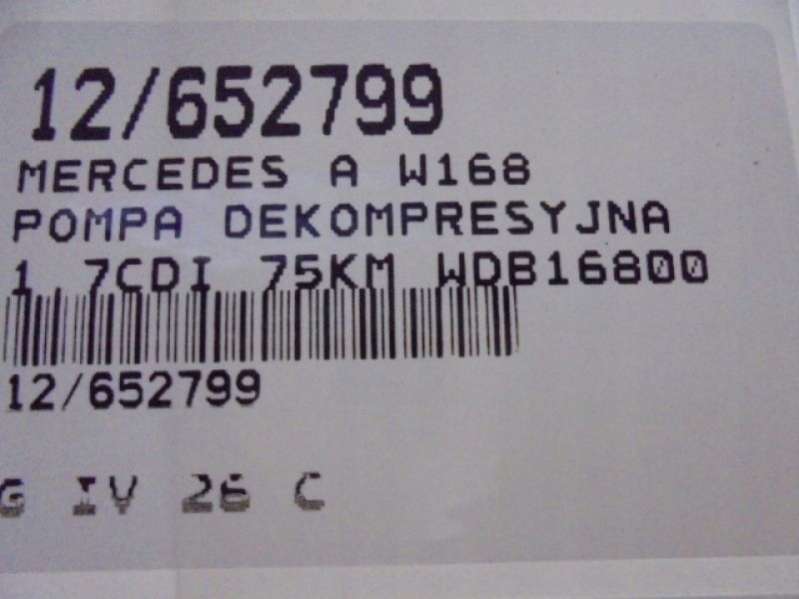 12/652799
MERCEDES A W168
POMPA DEKOMPRESYJNA
1,7CDI 75KM WDB16800
12/652799
G IV 26 C